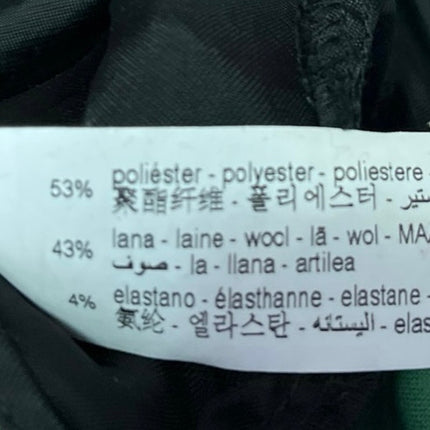 53% poliéster - polyester - poliestere -
聚酯纤维 - 폴리에스터 -
43% lana - laine - wool - lã - wol - MA
صوف - la - llana - artilea
4% elastano - élasthanne - elastane -
氨纶 - 엘라스탄 - اليستانه - elas